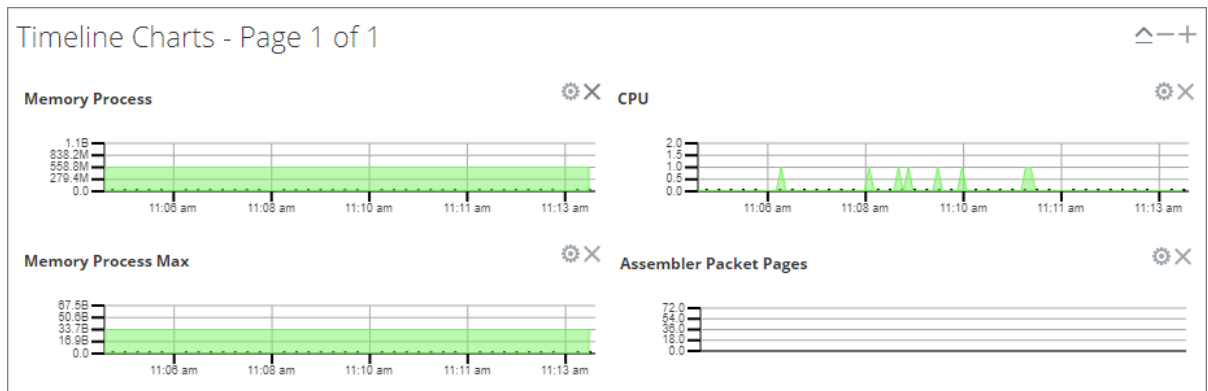 Timeline Charts - Page 1 of 1
Memory Process
1.1B
838.2M
558.8M
279.4M
0.0
11:06 am 11:08 am 11:10 am 11:11 am 11:13 am
CPU
2.0
1.5
1.0
0.5
0.0
11:06 am 11:08 am 11:10 am 11:11 am 11:13 am
Memory Process Max
67.5B
50.6B
33.7B
16.9B
0.0
11:06 am 11:08 am 11:10 am 11:11 am 11:13 am
Assembler Packet Pages
72.0
54.0
36.0
18.0
0.0